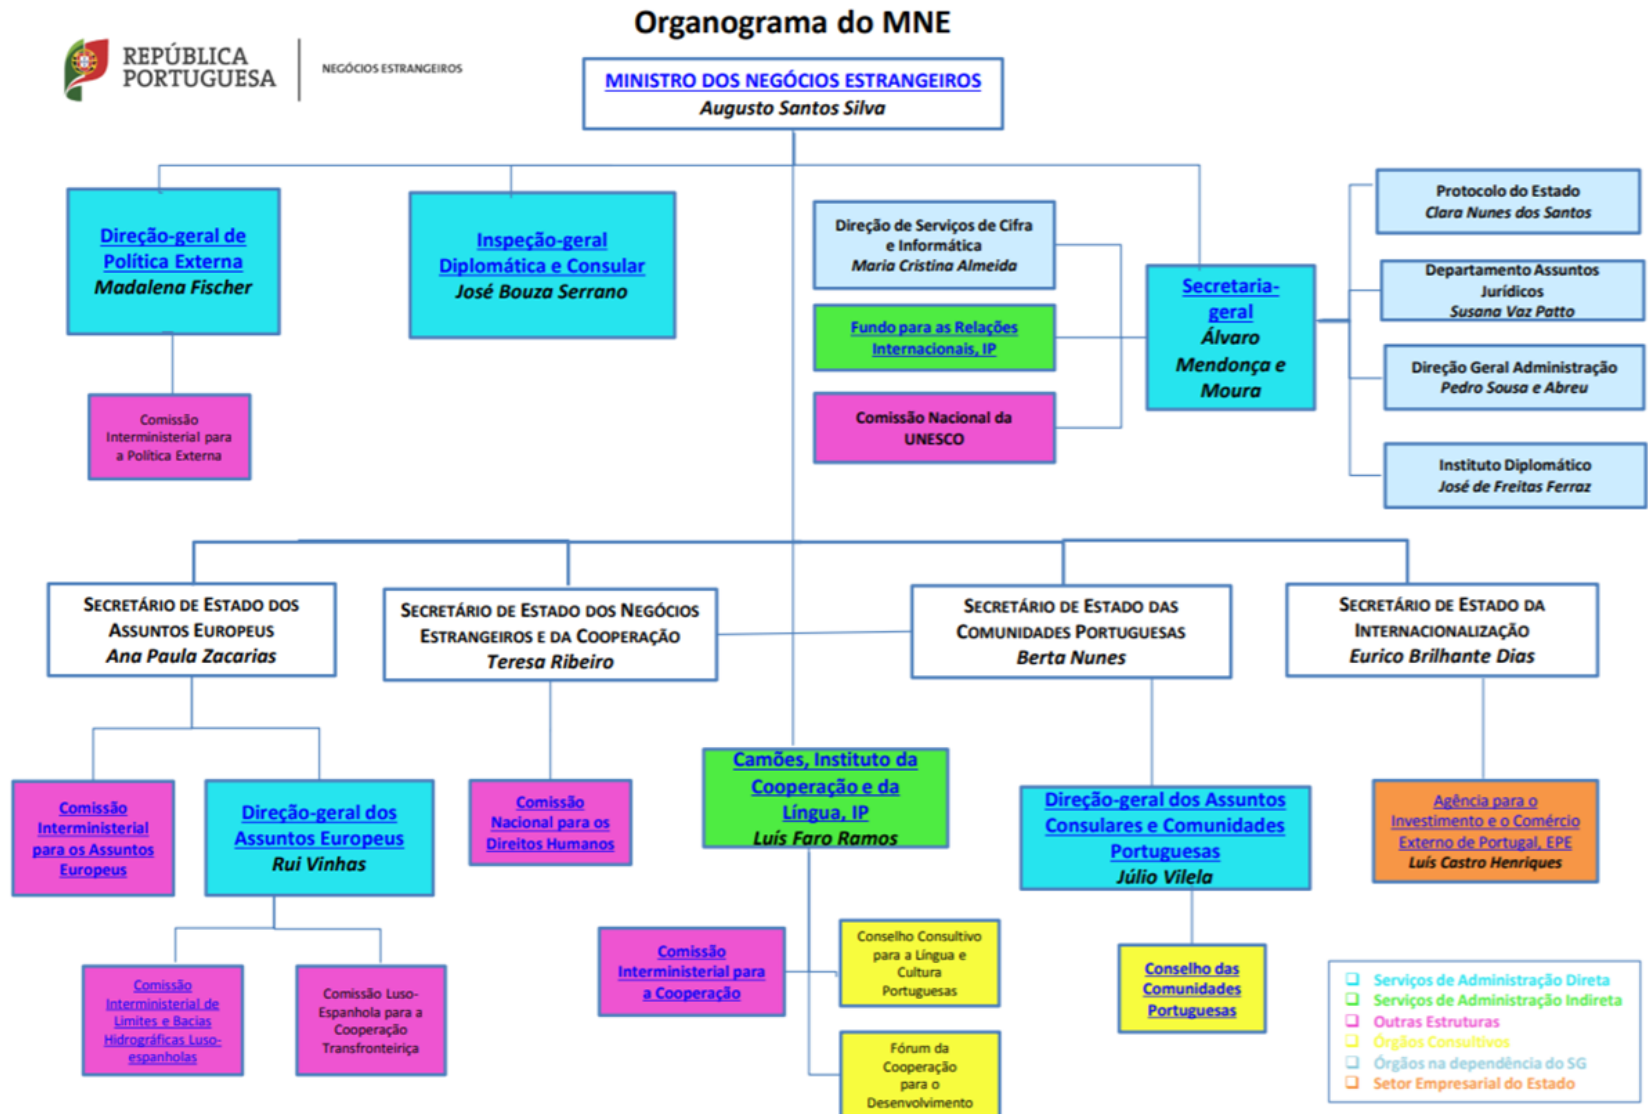 Organograma do MNE
REPÚBLICA
PORTUGUESA
NEGÓCIOS ESTRANGEIROS
MINISTRO DOS NEGÓCIOS ESTRANGEIROS
Augusto Santos Silva
Direção-geral de
Política Externa
Madalena Fischer
Inspeção-geral
Diplomática e Consular
José Bouza Serrano
Direção de Serviços de Cifra
e Informática
Maria Cristina Almeida
Fundo para as Relações
Internacionais, IP
Comissão Nacional da
UNESCO
Secretaria-
geral
Álvaro
Mendonça e
Moura
Protocolo do Estado
Clara Nunes dos Santos
Departamento Assuntos
Jurídicos
Susana Vaz Patto
Direção Geral Administração
Pedro Sousa e Abreu
Instituto Diplomático
José de Freitas Ferraz
Comissão
Interministerial para
a Política Externa
SECRETÁRIO DE ESTADO DOS
ASSUNTOS EUROPEUS
Ana Paula Zacarias
SECRETÁRIO DE ESTADO DOS NEGÓCIOS
ESTRANGEIROS E DA COOPERAÇÃO
Teresa Ribeiro
SECRETÁRIO DE ESTADO DAS
COMUNIDADES PORTUGUESAS
Berta Nunes
SECRETÁRIO DE ESTADO DA
INTERNACIONALIZAÇÃO
Eurico Brilhante Dias
Comissão
Interministerial
para os Assuntos
Europeus
Direção-geral dos
Assuntos Europeus
Rui Vinhas
Comissão
Nacional para os
Direitos Humanos
Camões, Instituto da
Cooperação e da
Língua, IP
Luís Faro Ramos
Direção-geral dos Assuntos
Consulares e Comunidades
Portuguesas
Júlio Vilela
Agência para o
Investimento e o Comércio
Externo de Portugal, EPE
Luís Castro Henriques
Comissão
Interministerial de
Limites e Bacias
Hidrográficas Luso-
espanholas
Comissão Luso-
Espanhola para a
Cooperação
Transfronteiriça
Comissão
Interministerial para
a Cooperação
Conselho Consultivo
para a Língua e
Cultura
Portuguesas
Fórum da
Cooperação
para o
Desenvolvimento
Conselho das
Comunidades
Portuguesas
Serviços de Administração Direta
Serviços de Administração Indireta
Outras Estruturas
Órgãos Consultivos
Órgãos na dependência do SG
Setor Empresarial do Estado